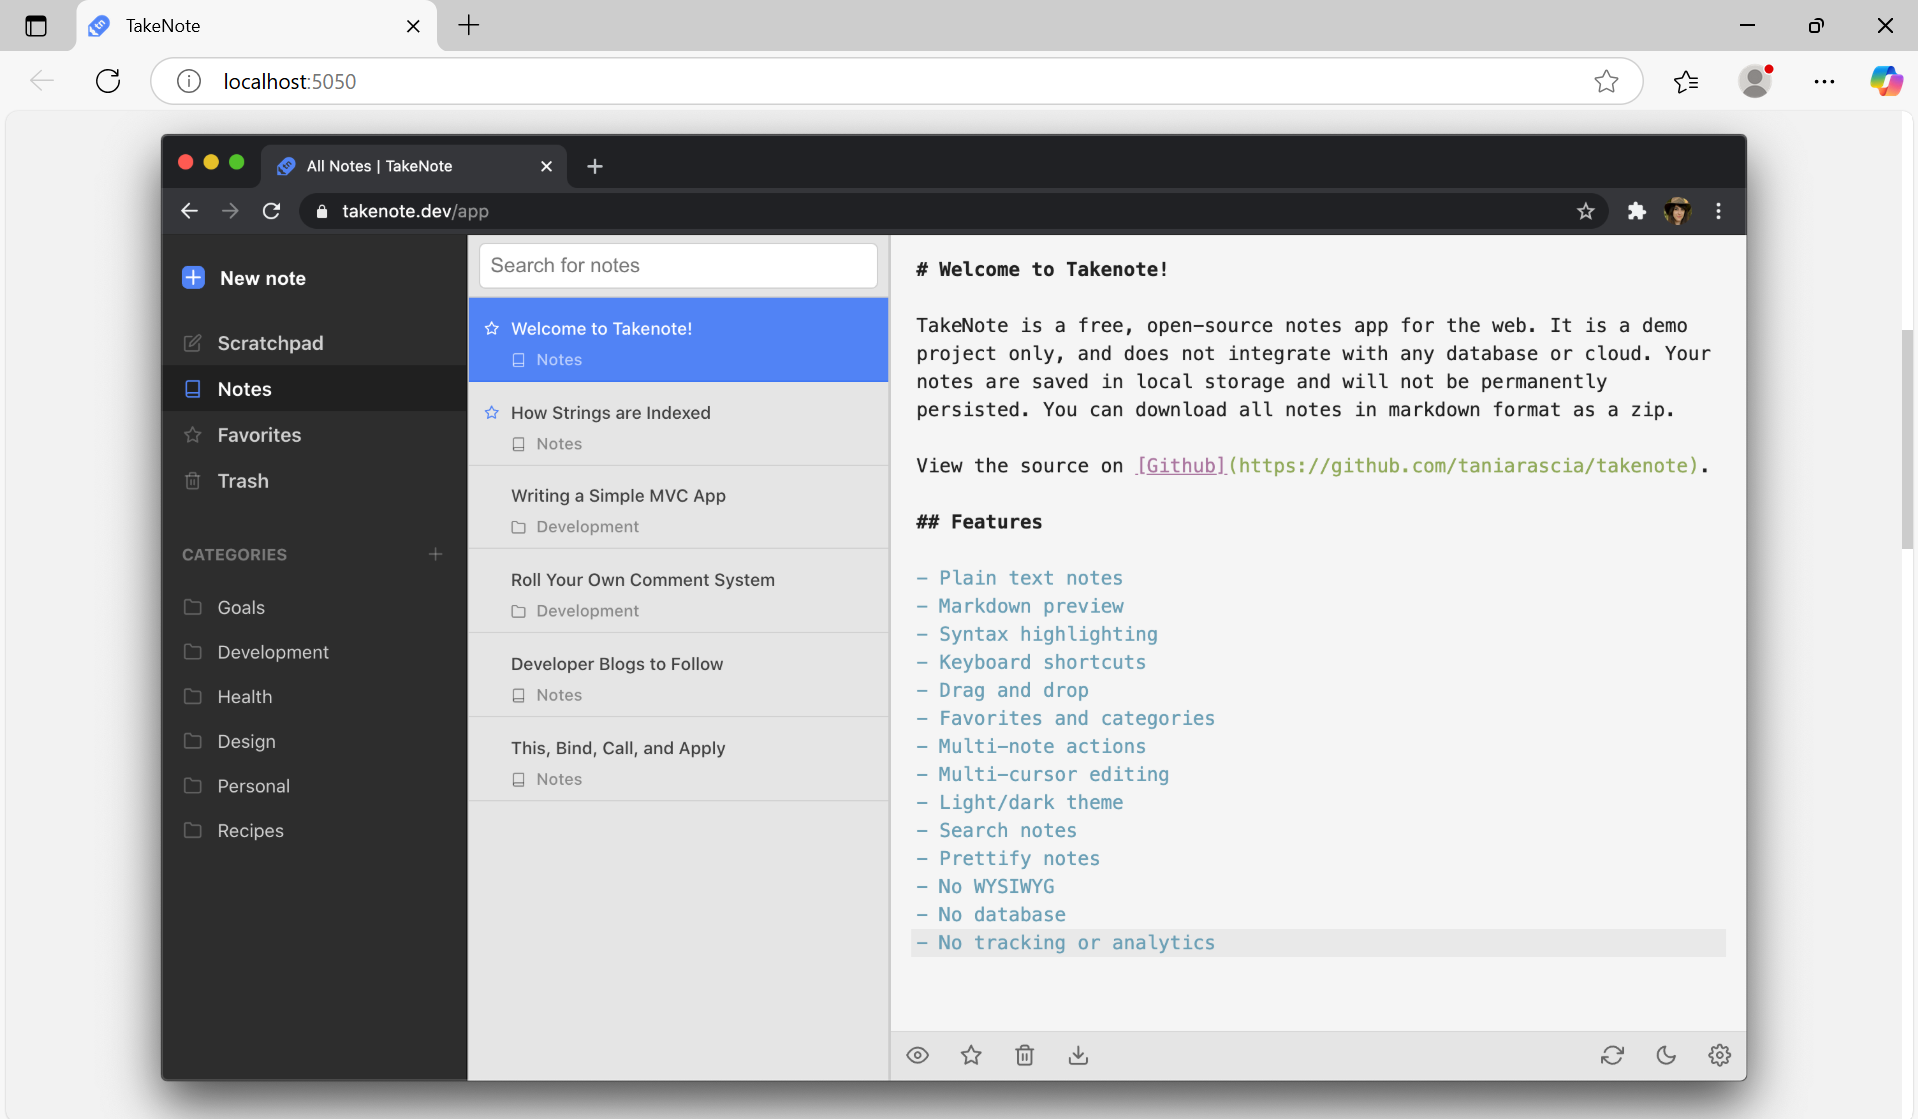 TakeNote
localhost:5050
All Notes | TakeNote
takenote.dev/app
New note
Scratchpad
Notes
Favorites
Trash
CATEGORIES
Goals
Development
Health
Design
Personal
Recipes
Search for notes
Welcome to Takenote!
Notes
How Strings are Indexed
Notes
Writing a Simple MVC App
Development
Roll Your Own Comment System
Development
Developer Blogs to Follow
Notes
This, Bind, Call, and Apply
Notes
# Welcome to Takenote!
TakeNote is a free, open-source notes app for the web. It is a demo
project only, and does not integrate with any database or cloud. Your
notes are saved in local storage and will not be permanently
persisted. You can download all notes in markdown format as a zip.
View the source on [Github](https://github.com/taniarascia/takenote).
## Features
- Plain text notes
- Markdown preview
- Syntax highlighting
- Keyboard shortcuts
- Drag and drop
- Favorites and categories
- Multi-note actions
- Multi-cursor editing
- Light/dark theme
- Search notes
- Prettify notes
- No WYSIWYG
- No database
- No tracking or analytics